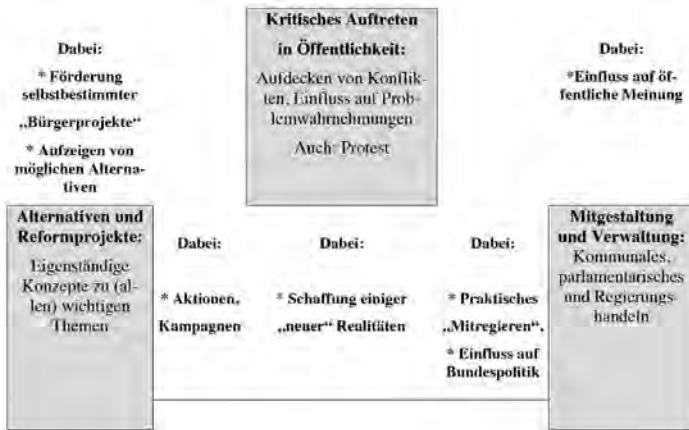 Kritisches Auftreten
in Öffentlichkeit:
Aufdecken von Konflik-
ten, Einfluss auf Prob-
lemwahrnehmungen
Auch: Protest
Dabei:
* Förderung
selbstbestimmter
„Bürgerprojekte“
* Aufzeigen von
möglichen Alterna-
tiven
Dabei:
*Einfluss auf öf-
fentliche Meinung
Alternativen und
Reformprojekte:
Eigenständige
Konzepte zu (al-
len) wichtigen
Themen
Dabei:
* Aktionen,
Kampagnen
Dabei:
* Schaffung einiger
„neuer“ Realitäten
Dabei:
* Praktisches
„Mitregieren“,
* Einfluss auf
Bundespolitik
Mitgestaltung
und Verwaltung:
Kommunales,
parlamentarisches
und Regierungs
handeln